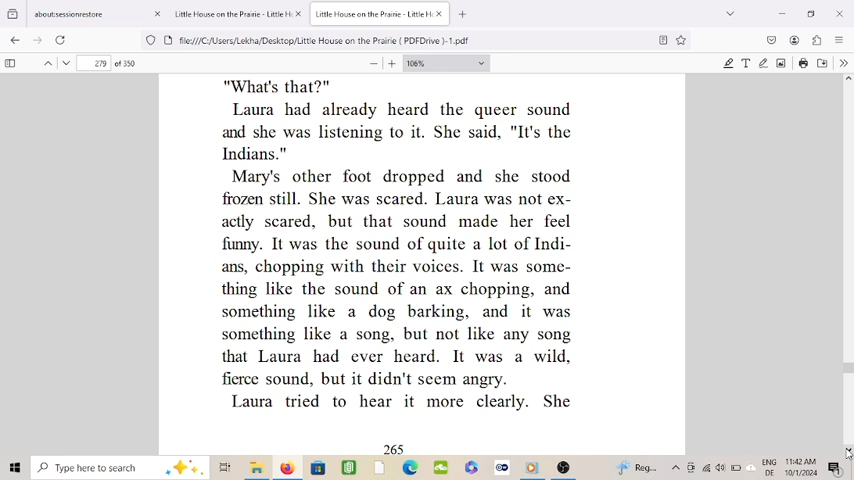 about:sessionrestore
Little House on the Prairie - Little H
Little House on the Prairie - Little H
file:///C:/Users/Lekha/Desktop/Little House on the Prairie ( PDFDrive )-1.pdf
279 of 350
106%
"What's that?"
Laura had already heard the queer sound
and she was listening to it. She said, "It's the
Indians."
Mary's other foot dropped and she stood
frozen still. She was scared. Laura was not ex-
actly scared, but that sound made her feel
funny. It was the sound of quite a lot of Indi-
ans, chopping with their voices. It was some-
thing like the sound of an ax chopping, and
something like a dog barking, and it was
something like a song, but not like any song
that Laura had ever heard. It was a wild,
fierce sound, but it didn't seem angry.
Laura tried to hear it more clearly. She
265
Type here to search
Reg...
ENG
DE
11:42 AM
10/1/2024